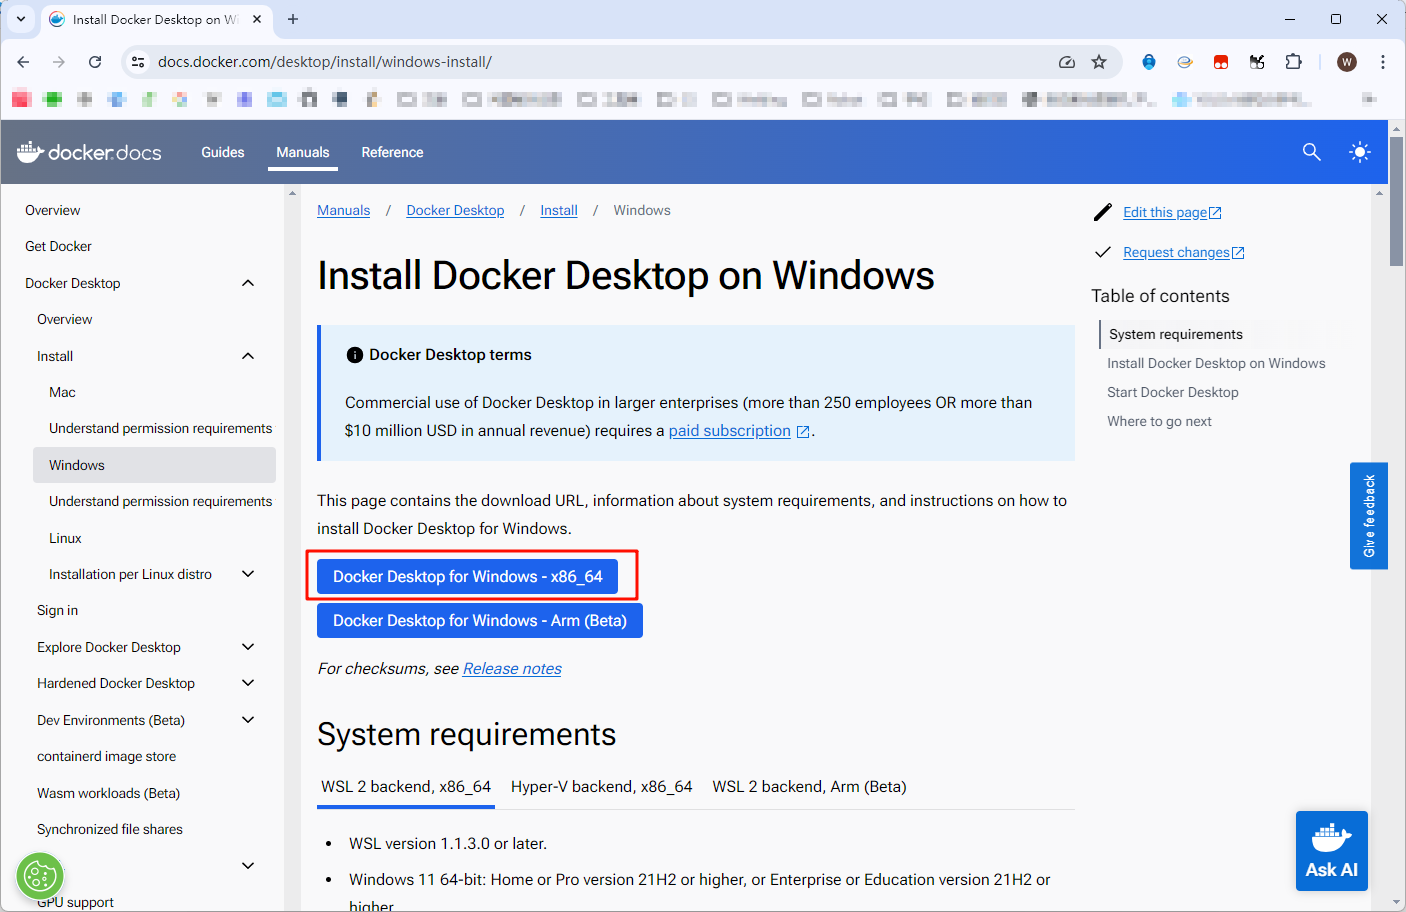 Install Docker Desktop on Wi
docs.docker.com/desktop/install/windows-install/
W
docker.docs
Guides
Manuals
Reference
Overview
Get Docker
Docker Desktop
Overview
Install
Mac
Understand permission requirements
Windows
Understand permission requirements
Linux
Installation per Linux distro
Sign in
Explore Docker Desktop
Hardened Docker Desktop
Dev Environments (Beta)
containerd image store
Wasm workloads (Beta)
Synchronized file shares
GPU support
Manuals / Docker Desktop / Install / Windows
Install Docker Desktop on Windows
Docker Desktop terms
Commercial use of Docker Desktop in larger enterprises (more than 250 employees OR more than
$10 million USD in annual revenue) requires a paid subscription.
This page contains the download URL, information about system requirements, and instructions on how to
install Docker Desktop for Windows.
Docker Desktop for Windows - x86_64
Docker Desktop for Windows - Arm (Beta)
For checksums, see Release notes
System requirements
WSL 2 backend, x86_64
Hyper-V backend, x86_64
WSL 2 backend, Arm (Beta)
• WSL version 1.1.3.0 or later.
• Windows 11 64-bit: Home or Pro version 21H2 or higher, or Enterprise or Education version 21H2 or
higher
Edit this page
Request changes
Table of contents
System requirements
Install Docker Desktop on Windows
Start Docker Desktop
Where to go next
Give feedback
Ask AI